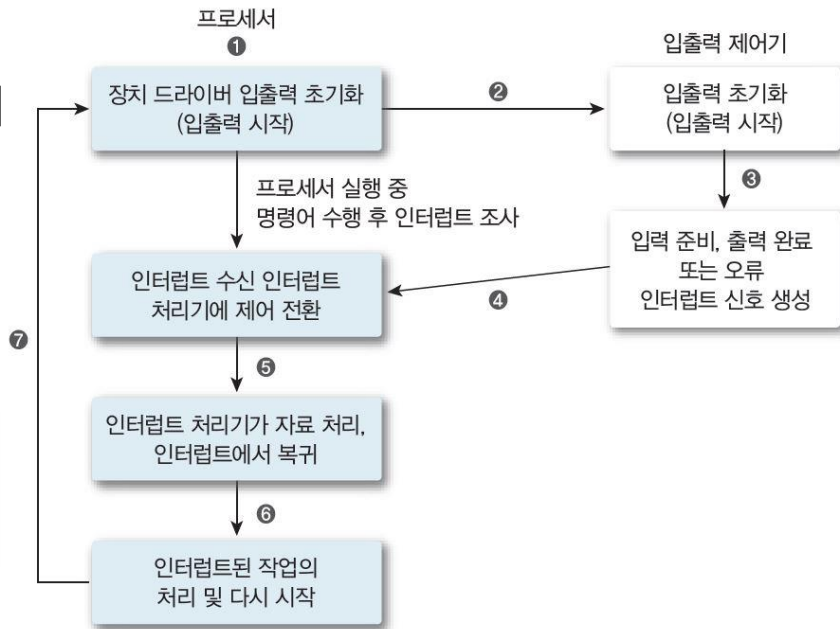 프로세서
❶
장치 드라이버 입출력 초기화
(입출력 시작)
❷
입출력 제어기
입출력 초기화
(입출력 시작)
❸
프로세서 실행 중
명령어 수행 후 인터럽트 조사
입력 준비, 출력 완료
또는 오류
인터럽트 신호 생성
❹
인터럽트 수신 인터럽트
처리기에 제어 전환
❺
인터럽트 처리기가 자료 처리,
인터럽트에서 복귀
❻
인터럽트된 작업의
처리 및 다시 시작
❼